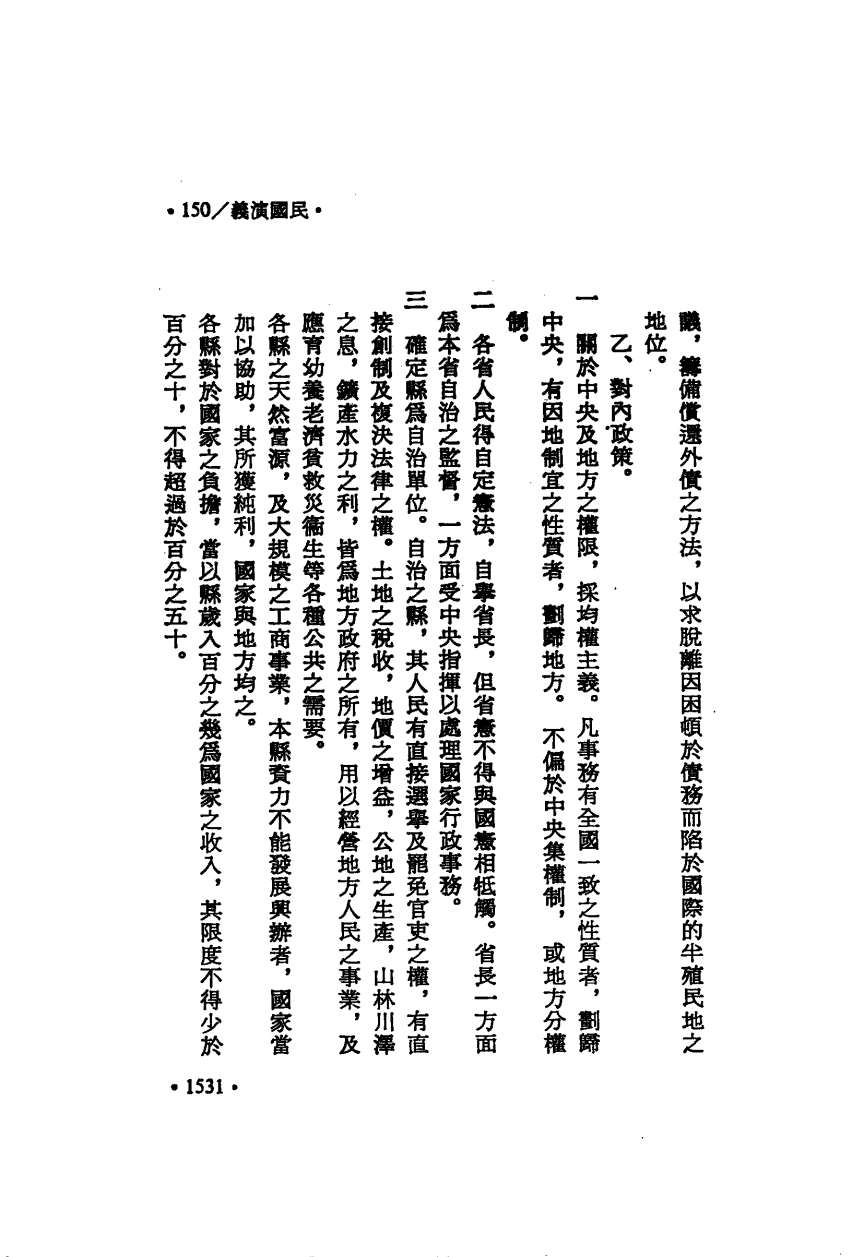 •150／義演國民•
議，籌備償還外債之方法，以求脫離因困頓於債務而陷於國際的半殖民地之
地位。
乙、對內政策。
一　關於中央及地方之權限，採均權主義。凡事務有全國一致之性質者，劃歸
中央，有因地制宜之性質者，劃歸地方。不偏於中央集權制，或地方分權
制。
二　各省人民得自定憲法，自舉省長，但省憲不得與國憲相牴觸。省長一方面
爲本省自治之監督，一方面受中央指揮以處理國家行政事務。
三　確定縣爲自治單位。自治之縣，其人民有直接選舉及罷免官吏之權，有直
接創制及複決法律之權。土地之稅收，地價之增益，公地之生產，山林川澤
之息，鑛產水力之利，皆爲地方政府之所有，用以經營地方人民之事業，及
應育幼養老濟貧救災衞生等各種公共之需要。
各縣之天然富源，及大規模之工商事業，本縣資力不能發展興辦者，國家當
加以協助，其所獲純利，國家與地方均之。
各縣對於國家之負擔，當以縣歲入百分之幾爲國家之收入，其限度不得少於
百分之十，不得超過於百分之五十。
•1531•